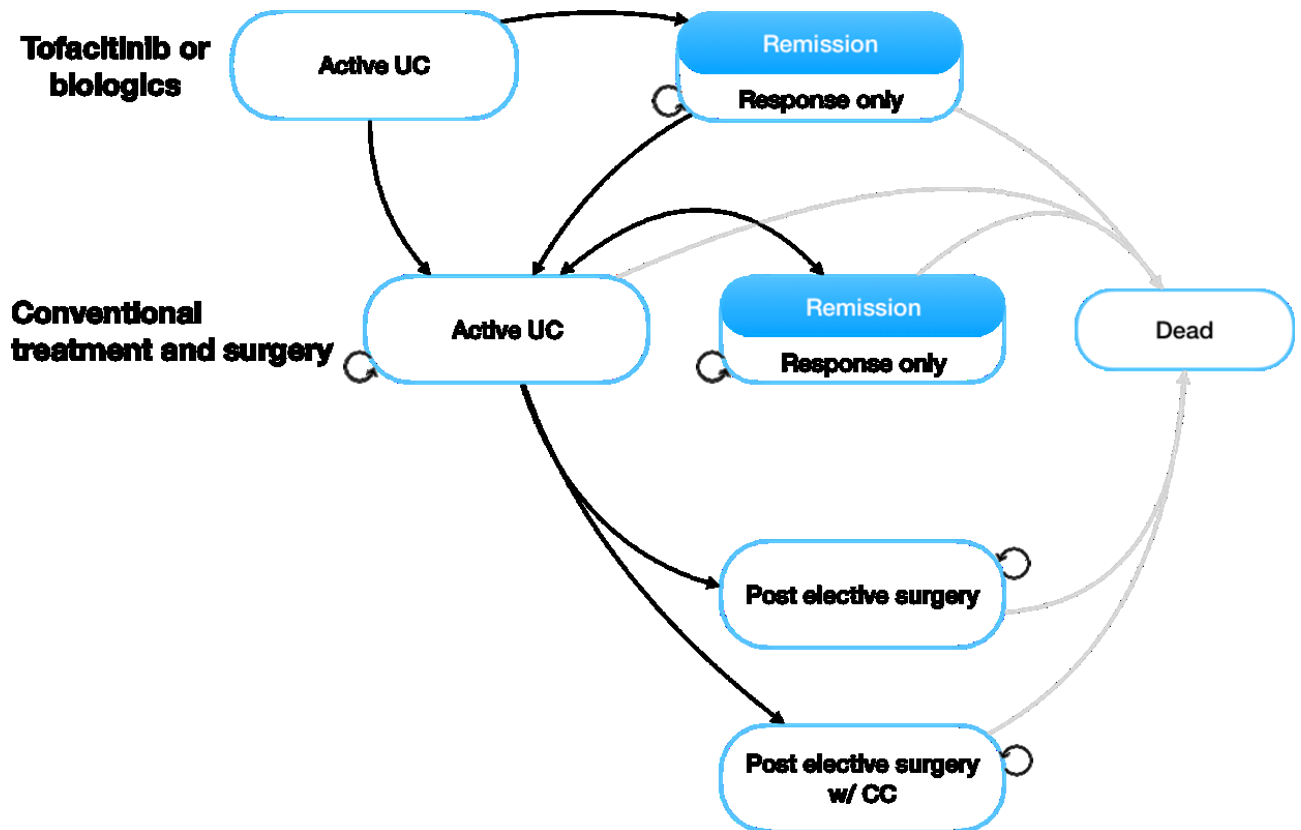 Tofacitinib or
biologics
Active UC
Remission
Response only
Conventional
treatment and surgery
Active UC
Remission
Response only
Dead
Post elective surgery
Post elective surgery
w/ CC